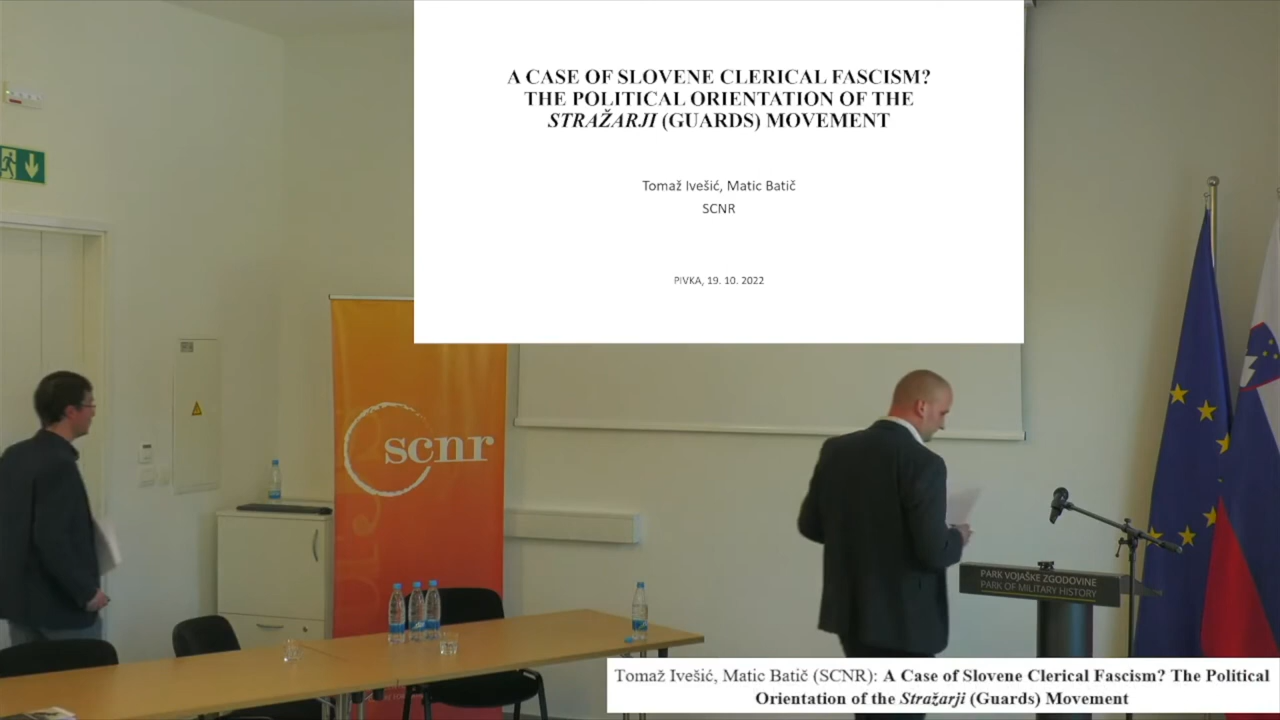 A CASE OF SLOVENE CLERICAL FASCISM?
THE POLITICAL ORIENTATION OF THE
STRAŽARJI (GUARDS) MOVEMENT
Tomaž Ivešić, Matic Batič
SCNR
PIVKA, 19. 10. 2022
scnr
PARK VOJAŠKE ZGODOVINE
PARK OF MILITARY HISTORY
Tomaž Ivešić, Matic Batič (SCNR): A Case of Slovene Clerical Fascism? The Political
Orientation of the Stražarji (Guards) Movement